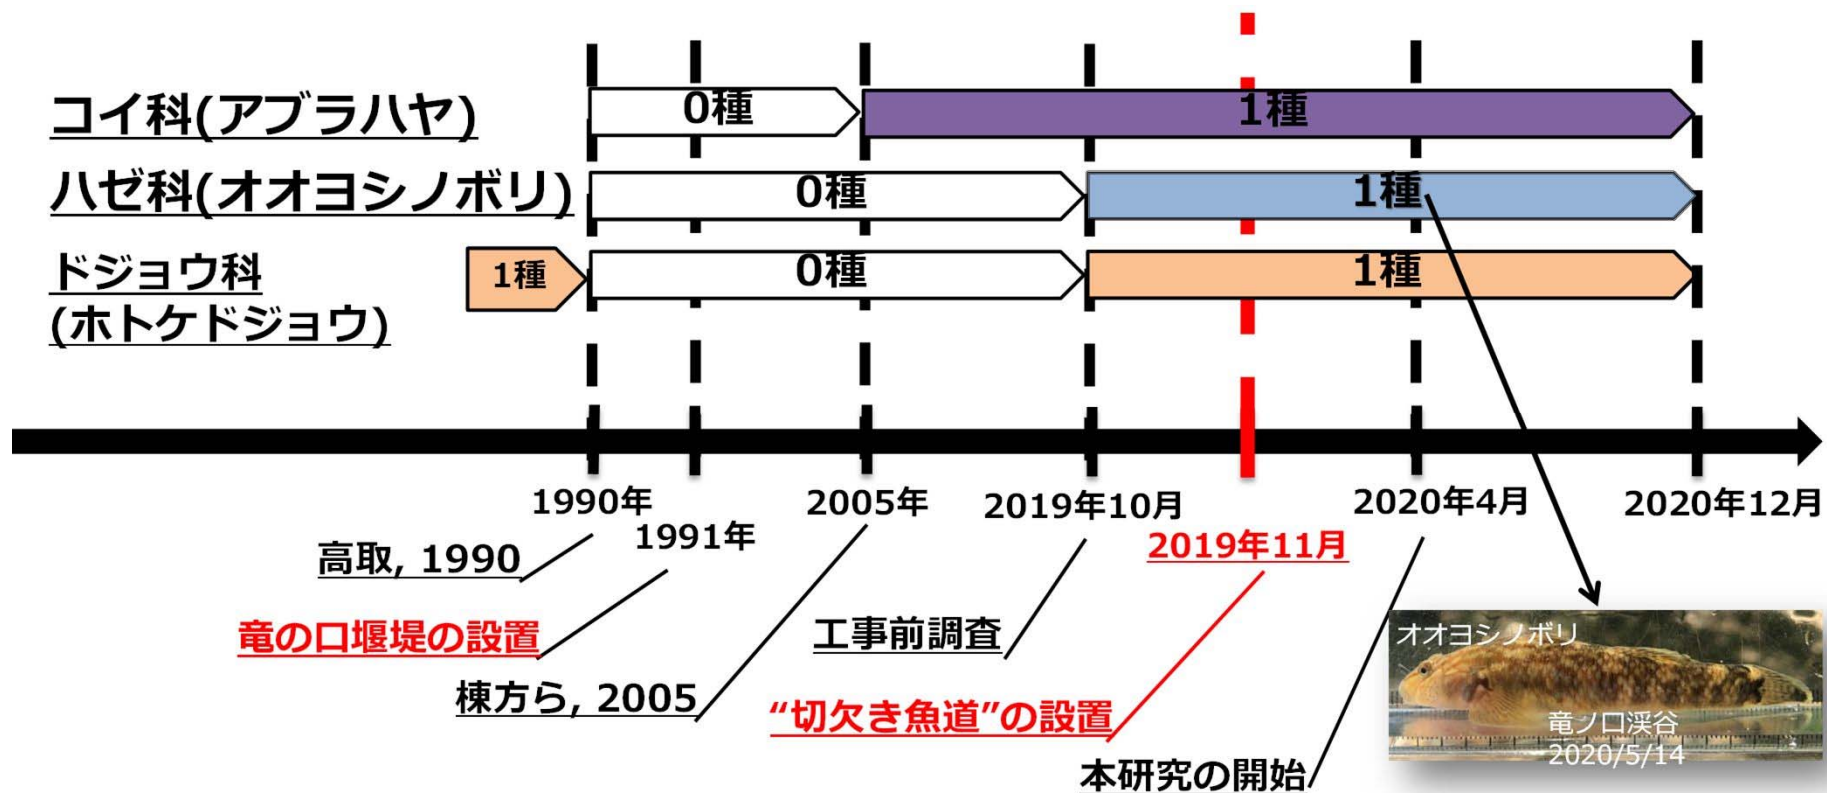 コイ科(アブラハヤ)
0種
1種
ハゼ科(オオヨシノボリ)
0種
1種
ドジョウ科
(ホトケドジョウ)
1種
0種
1種
1990年
1991年
2005年
2019年10月
2019年11月
2020年4月
2020年12月
高取, 1990
竜の口堰堤の設置
棟方ら, 2005
工事前調査
“切欠き魚道”の設置
本研究の開始
オオヨシノボリ
竜ノ口渓谷
2020/5/14